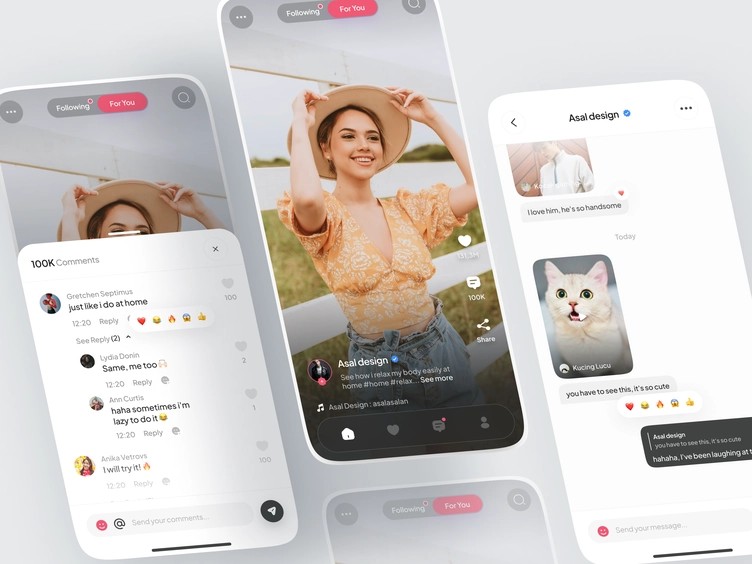 Following
For You
100K Comments
Gretchen Septimus
just like i do at home
12:20 Reply
100
See Reply (2)
Lydia Donin
Same, me too
12:20 Reply
2
Ann Curtis
haha sometimes i'm
lazy to do it
12:20 Reply
1
Anika Vetrovs
I will try it!
12:20 Reply
100
@ Send your comments...
Following
For You
100K
Share
Asal design
See how i relax my body easily at
home #home #relax... See more
Asal Design : asalasalan
Following
For You
Asal design
I love him, he's so handsome
Today
Kucing Lucu
you have to see this, it's so cute
Asal design
you have to see this, it's so cute
hahaha, I've been laughing at
Send your message...